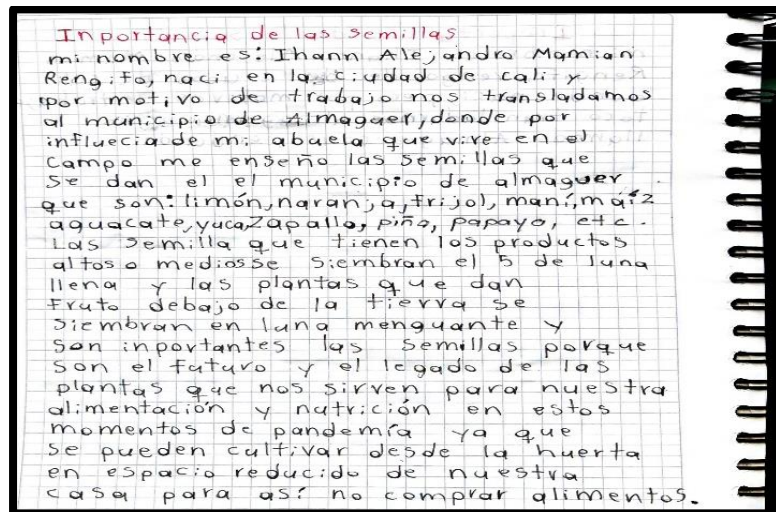 Inportancia de las semillas
mi nombre es: Ihann Alejandro Mamian
Rengifo, naci en la ciudad de cali y
por motivo de trabajo nos transladamos
al municipio de Almaguer, donde por
influecia de mi abuela que vive en el
campo me enseño las semillas que
se dan el el municipio de almaguer
que son: limón, naranja, frijol, maní, maíz
aguacate, yuca, zapallo, piña, papayo, etc.
Las semilla que tienen los productos
altos o medios se siembran el 5 de luna
llena y las plantas que dan
fruto debajo de la tierra se
siembran en luna menguante y
son inportantes las semillas porque
son el futuro y el legado de las
plantas que nos sirven para nuestra
alimentación y nutrición en estos
momentos de pandemía ya que
se pueden cultivar desde la huerta
en espacio reducido de nuestra
casa para así no comprar alimentos.